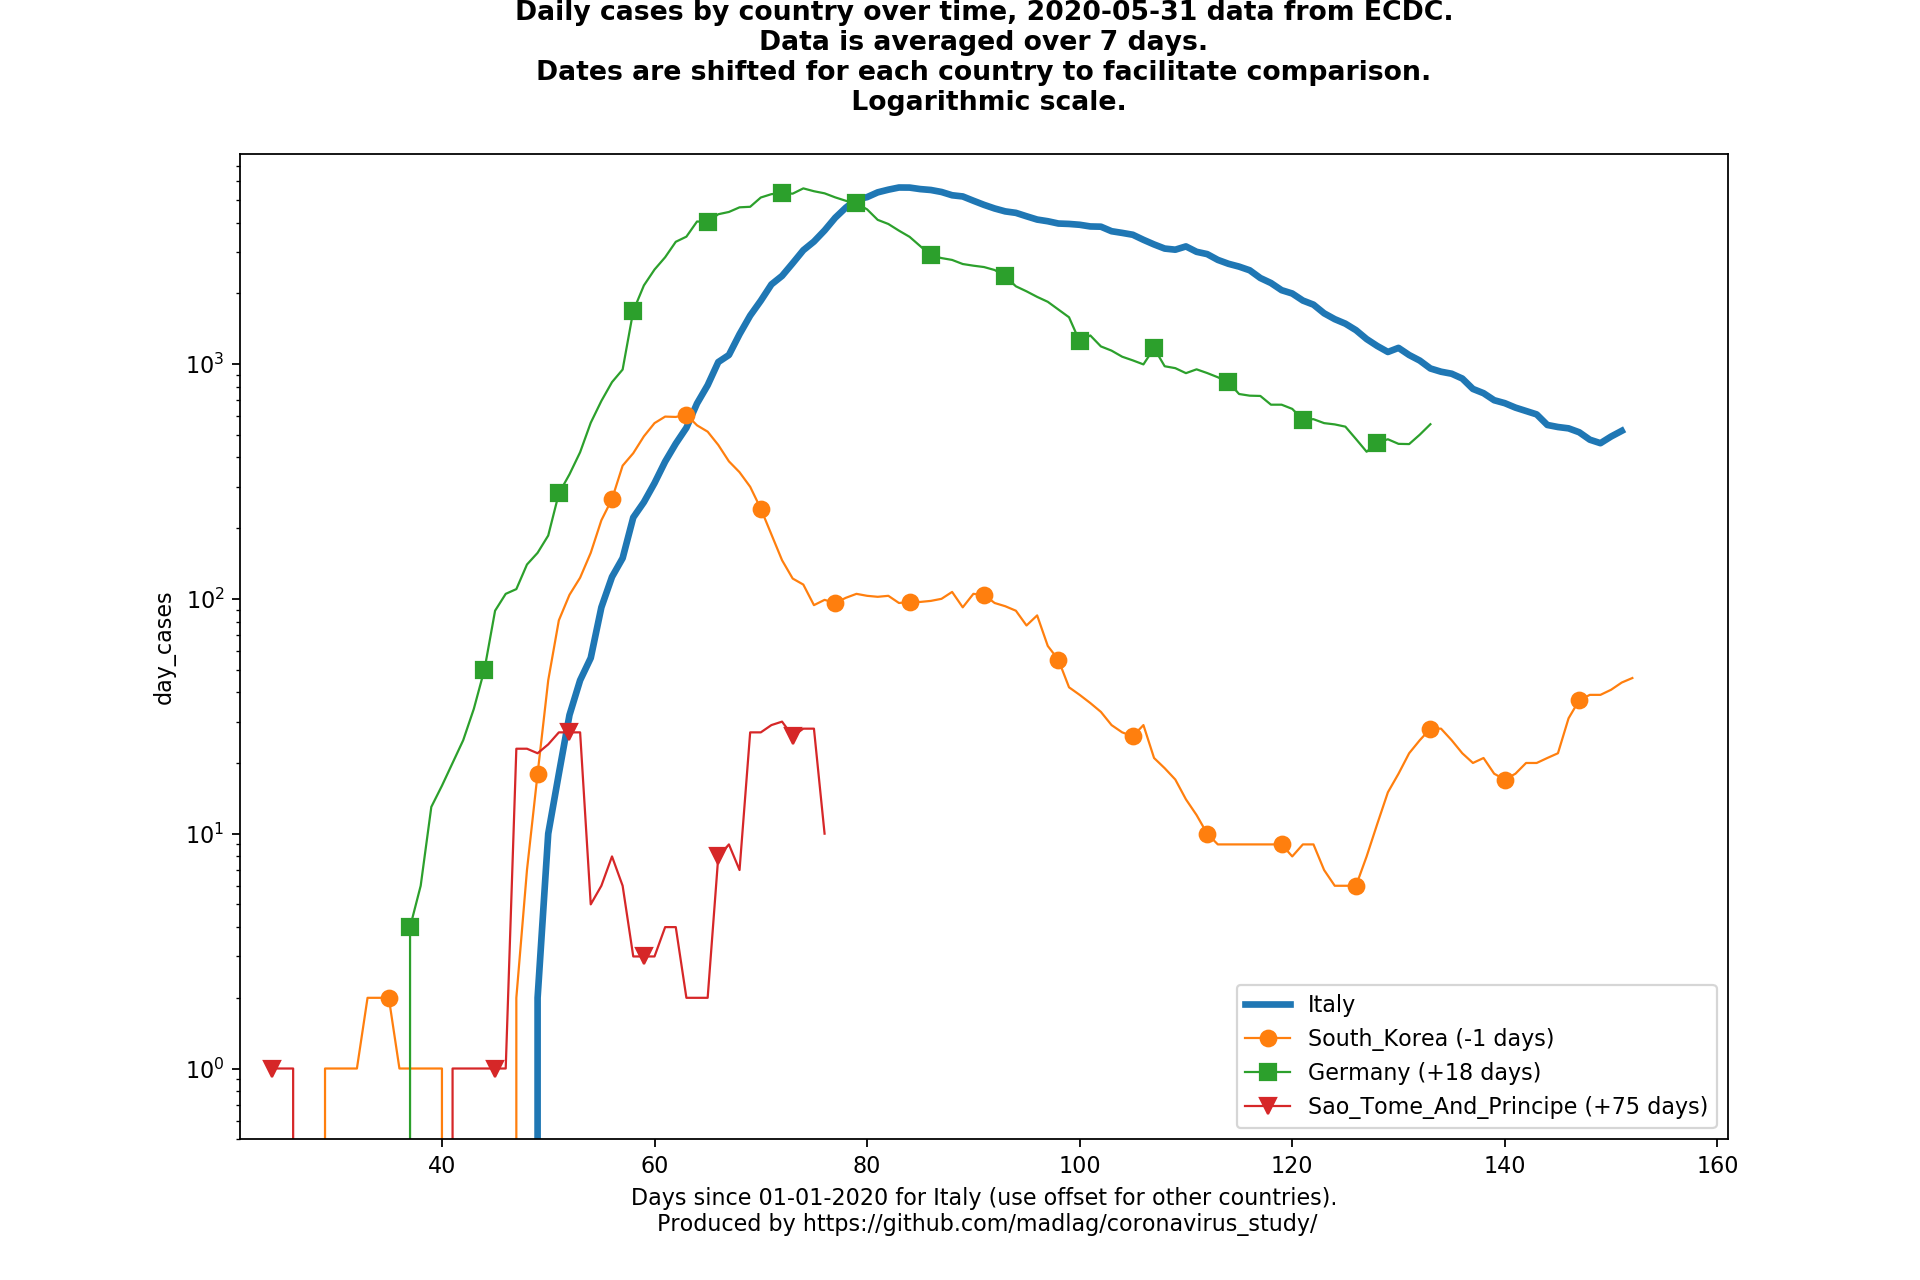 Daily cases by country over time, 2020-05-31 data from ECDC.
Data is averaged over 7 days.
Dates are shifted for each country to facilitate comparison.
Logarithmic scale.
10³
10²
10¹
10⁰
day_cases
40 60 80 100 120 140 160
Days since 01-01-2020 for Italy (use offset for other countries).
Produced by https://github.com/madlag/coronavirus_study/
Italy
South_Korea (-1 days)
Germany (+18 days)
Sao_Tome_And_Principe (+75 days)